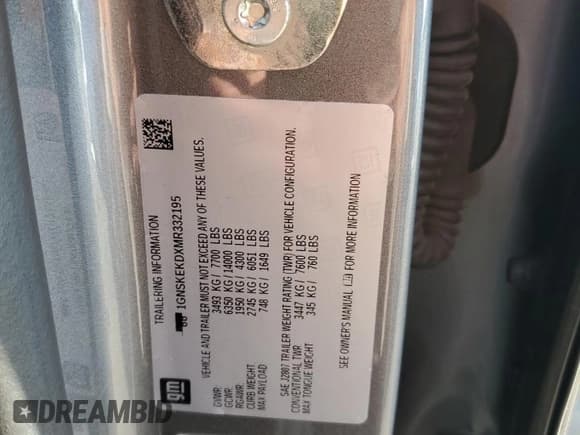 TRAILERING INFORMATION
1GNSKEKDXMR332195
VEHICLE AND TRAILER MUST NOT EXCEED ANY OF THESE VALUES.
GVWR: 3493 KG / 7700 LBS
GCWR: 6350 KG / 14000 LBS
RGAWR: 1950 KG / 4300 LBS
CURB WEIGHT: 2745 KG / 6051 LBS
MAX PAYLOAD: 748 KG / 1649 LBS
SAE J2807 TRAILER WEIGHT RATING (TWR) FOR VEHICLE CONFIGURATION.
CONVENTIONAL TWR 3447 KG / 7600 LBS
MAX TONGUE WEIGHT 345 KG / 760 LBS
SEE OWNER'S MANUAL FOR MORE INFORMATION
gm
DREAMBID